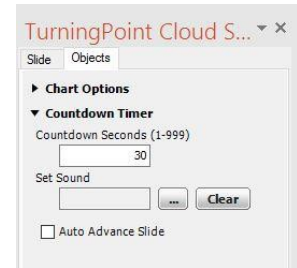 TurningPoint Cloud S...
Slide Objects
Chart Options
Countdown Timer
Countdown Seconds (1-999)
30
Set Sound
... Clear
Auto Advance Slide